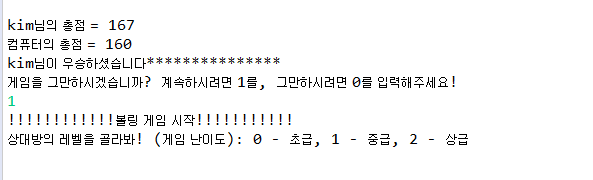 kim님의 총점 = 167
컴퓨터의 총점 = 160
kim님이 우승하셨습니다***************
게임을 그만하시겠습니까? 계속하시려면 1를, 그만하시려면 0를 입력해주세요!
1
!!!!!!!!!!!!볼링 게임 시작!!!!!!!!!!!
상대방의 레벨을 골라봐! (게임 난이도): 0 - 초급, 1 - 중급, 2 - 상급